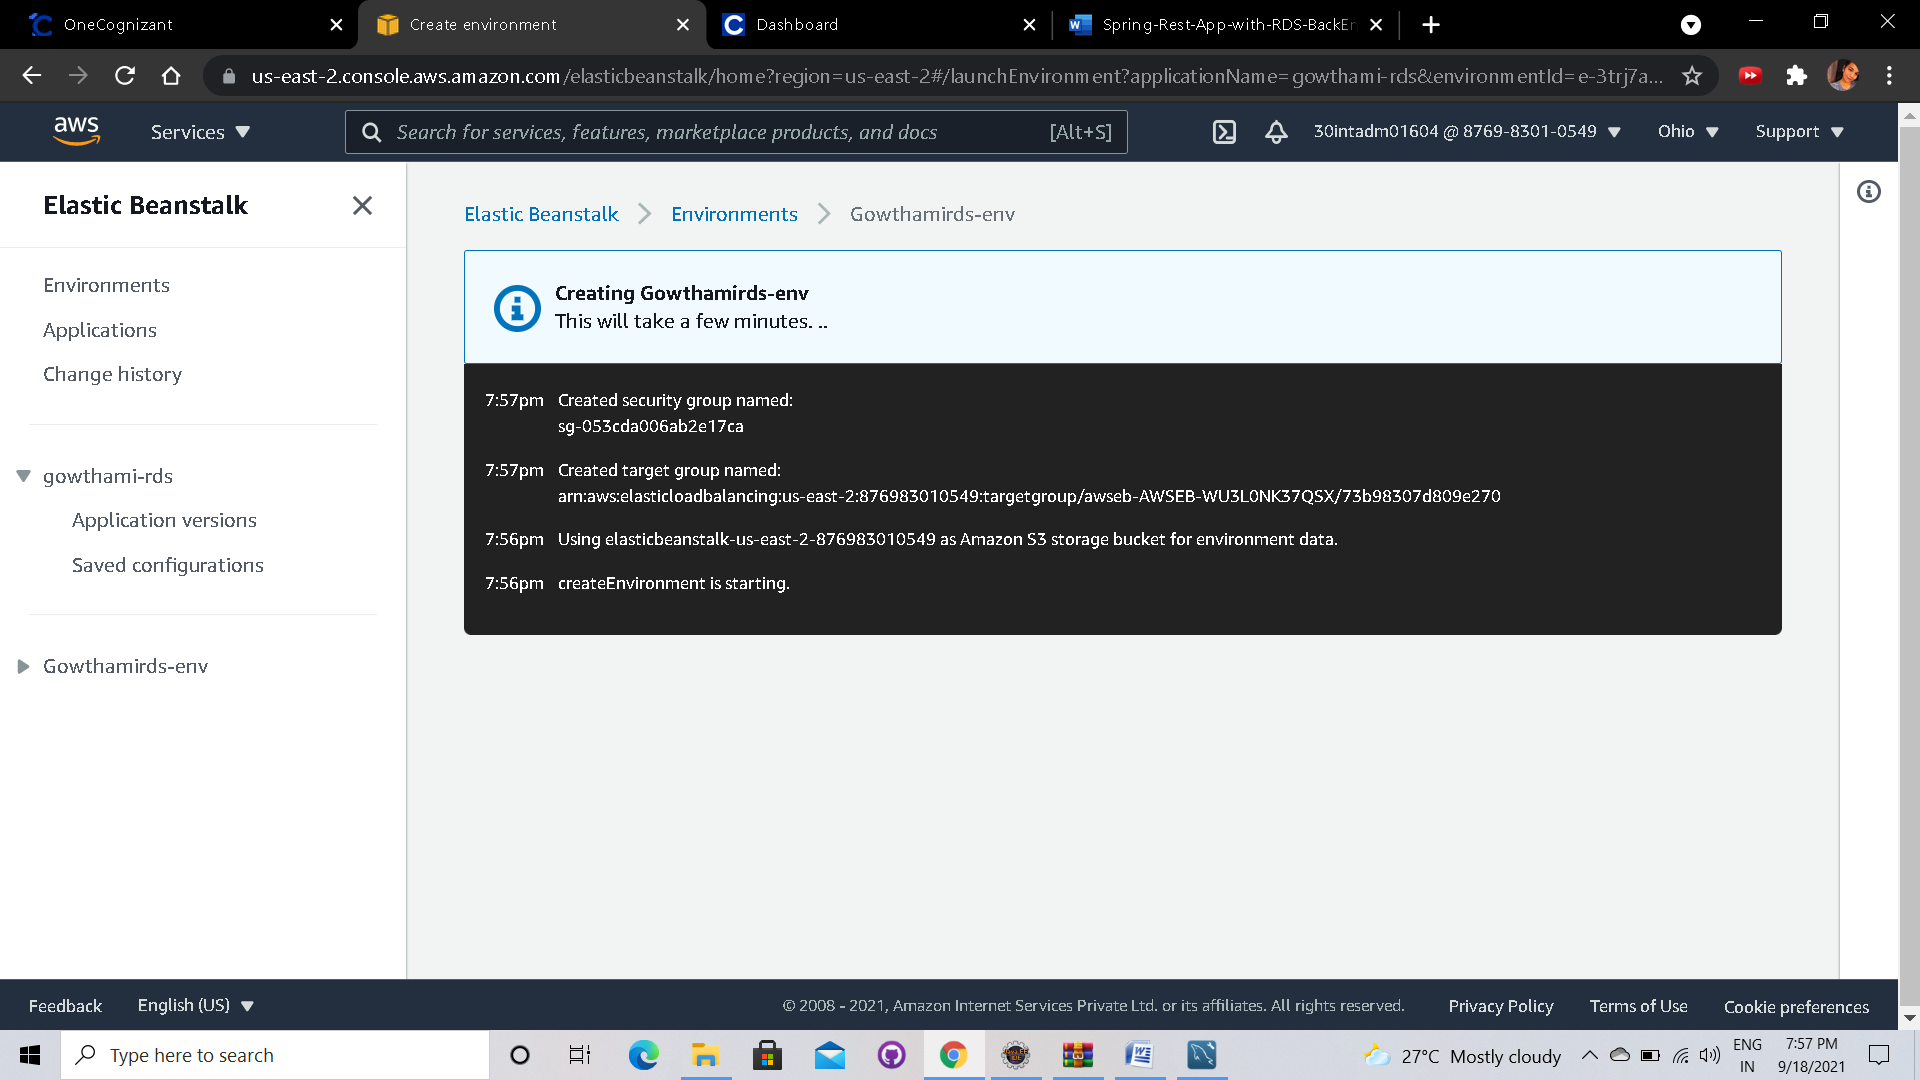 OneCognizant
Create environment
Dashboard
Spring-Rest-App-with-RDS-BackEn
us-east-2.console.aws.amazon.com/elasticbeanstalk/home?region=us-east-2#/launchEnvironment?applicationName=gowthami-rds&environmentId=e-3trj7a...
aws
Services
Search for services, features, marketplace products, and docs
[Alt+S]
30intadm01604 @ 8769-8301-0549
Ohio
Support
Elastic Beanstalk
Environments
Applications
Change history
gowthami-rds
Application versions
Saved configurations
Gowthamirds-env
Elastic Beanstalk
Environments
Gowthamirds-env
Creating Gowthamirds-env
This will take a few minutes. ..
7:57pm Created security group named:
sg-053cda006ab2e17ca
7:57pm Created target group named:
arn:aws:elasticloadbalancing:us-east-2:876983010549:targetgroup/awseb-AWSEB-WU3L0NK37QSX/73b98307d809e270
7:56pm Using elasticbeanstalk-us-east-2-876983010549 as Amazon S3 storage bucket for environment data.
7:56pm createEnvironment is starting.
Feedback
English (US)
© 2008 - 2021, Amazon Internet Services Private Ltd. or its affiliates. All rights reserved.
Privacy Policy
Terms of Use
Cookie preferences
Type here to search
27°C Mostly cloudy
ENG
IN
7:57 PM
9/18/2021